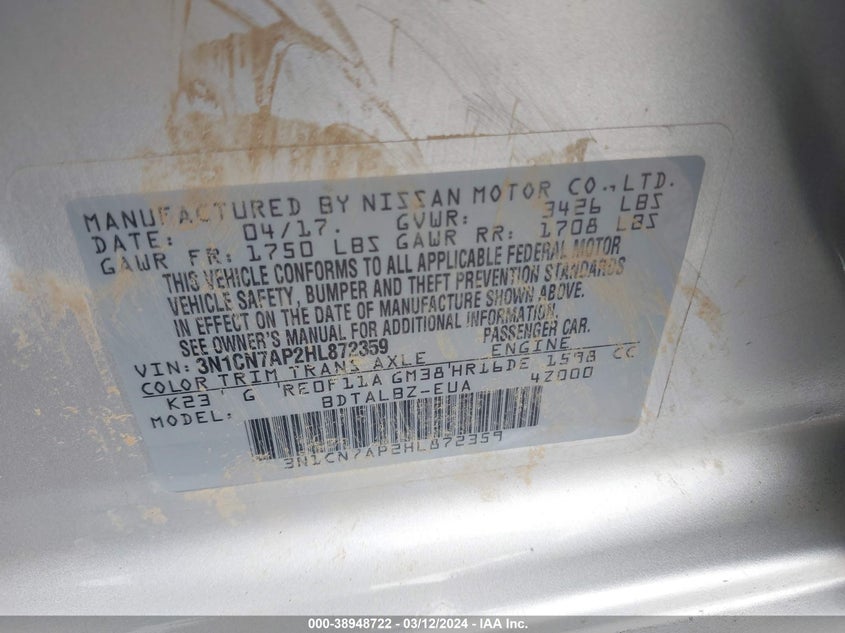 MANUFACTURED BY NISSAN MOTOR CO., LTD.
DATE: 04/17. GVWR: 3426 LBS
GAWR FR: 1750 LBS GAWR RR: 1708 LBS
THIS VEHICLE CONFORMS TO ALL APPLICABLE FEDERAL MOTOR
VEHICLE SAFETY, BUMPER AND THEFT PREVENTION STANDARDS
IN EFFECT ON THE DATE OF MANUFACTURE SHOWN ABOVE.
SEE OWNER'S MANUAL FOR ADDITIONAL INFORMATION
PASSENGER CAR.
VIN: 3N1CN7AP2HL872359
COLOR TRIM TRANS AXLE ENGINE
K23 G RE0F11A GM38 HR16DE 1598 CC
MODEL: BDTALBZ-EUA 4Z000
3N1CN7AP2HL872359
000-38948722 - 03/12/2024 - IAA Inc.